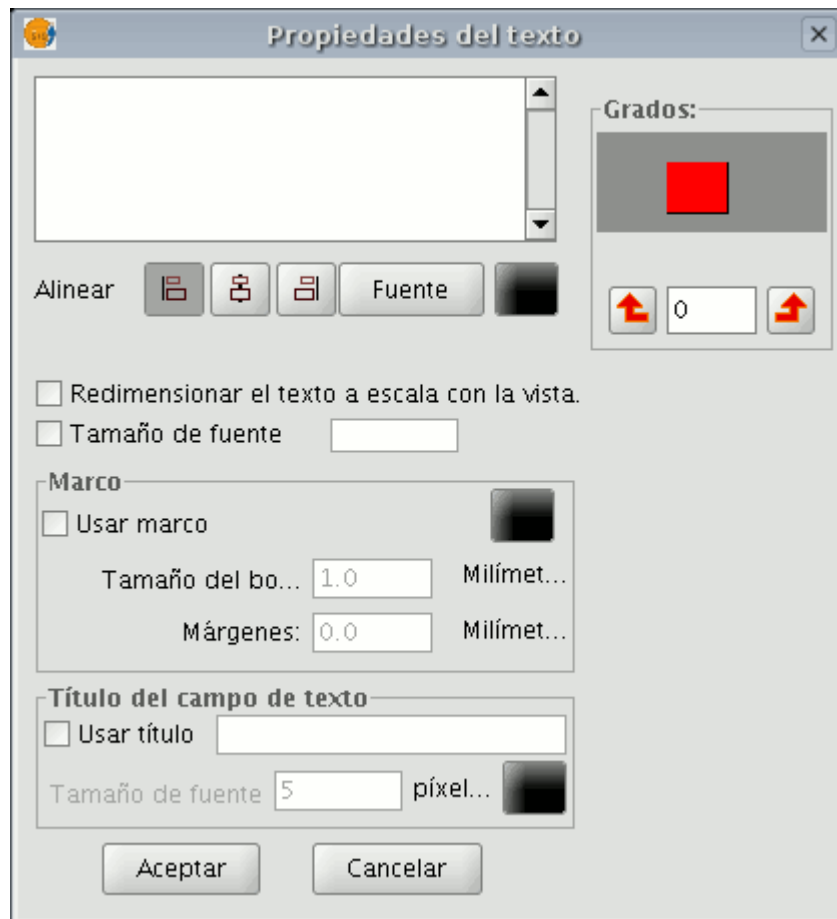 Propiedades del texto
Grados:
Alinear
Fuente
0
Redimensionar el texto a escala con la vista.
Tamaño de fuente
Marco
Usar marco
Tamaño del bo... 1.0 Milímet...
Márgenes: 0.0 Milímet...
Título del campo de texto
Usar título
Tamaño de fuente 5 píxel...
Aceptar Cancelar